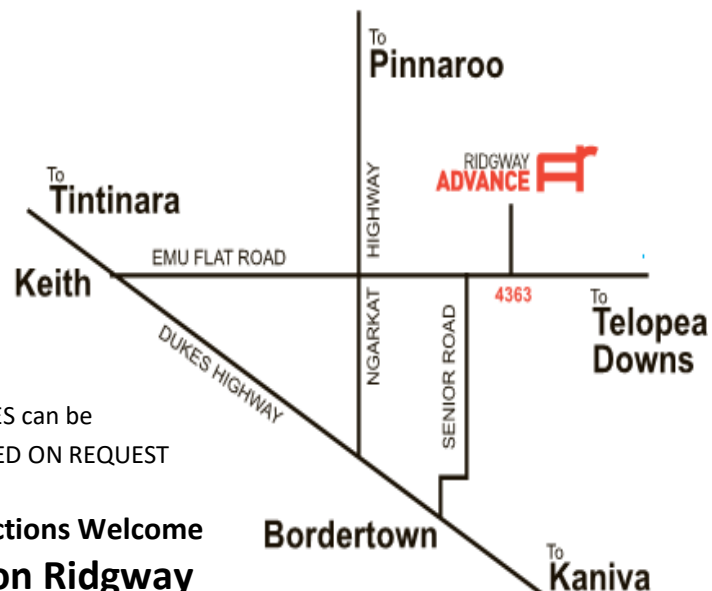 To
Pinnaroo
RIDGWAY
ADVANCE
To
Tintinara
HIGHWAY
EMU FLAT ROAD
Keith
4363
To
Telopea
Downs
NGARKAT
SENIOR ROAD
DUKES HIGHWAY
ES can be
ED ON REQUEST
ctions Welcome
Bordertown
on Ridgway
To
Kaniva